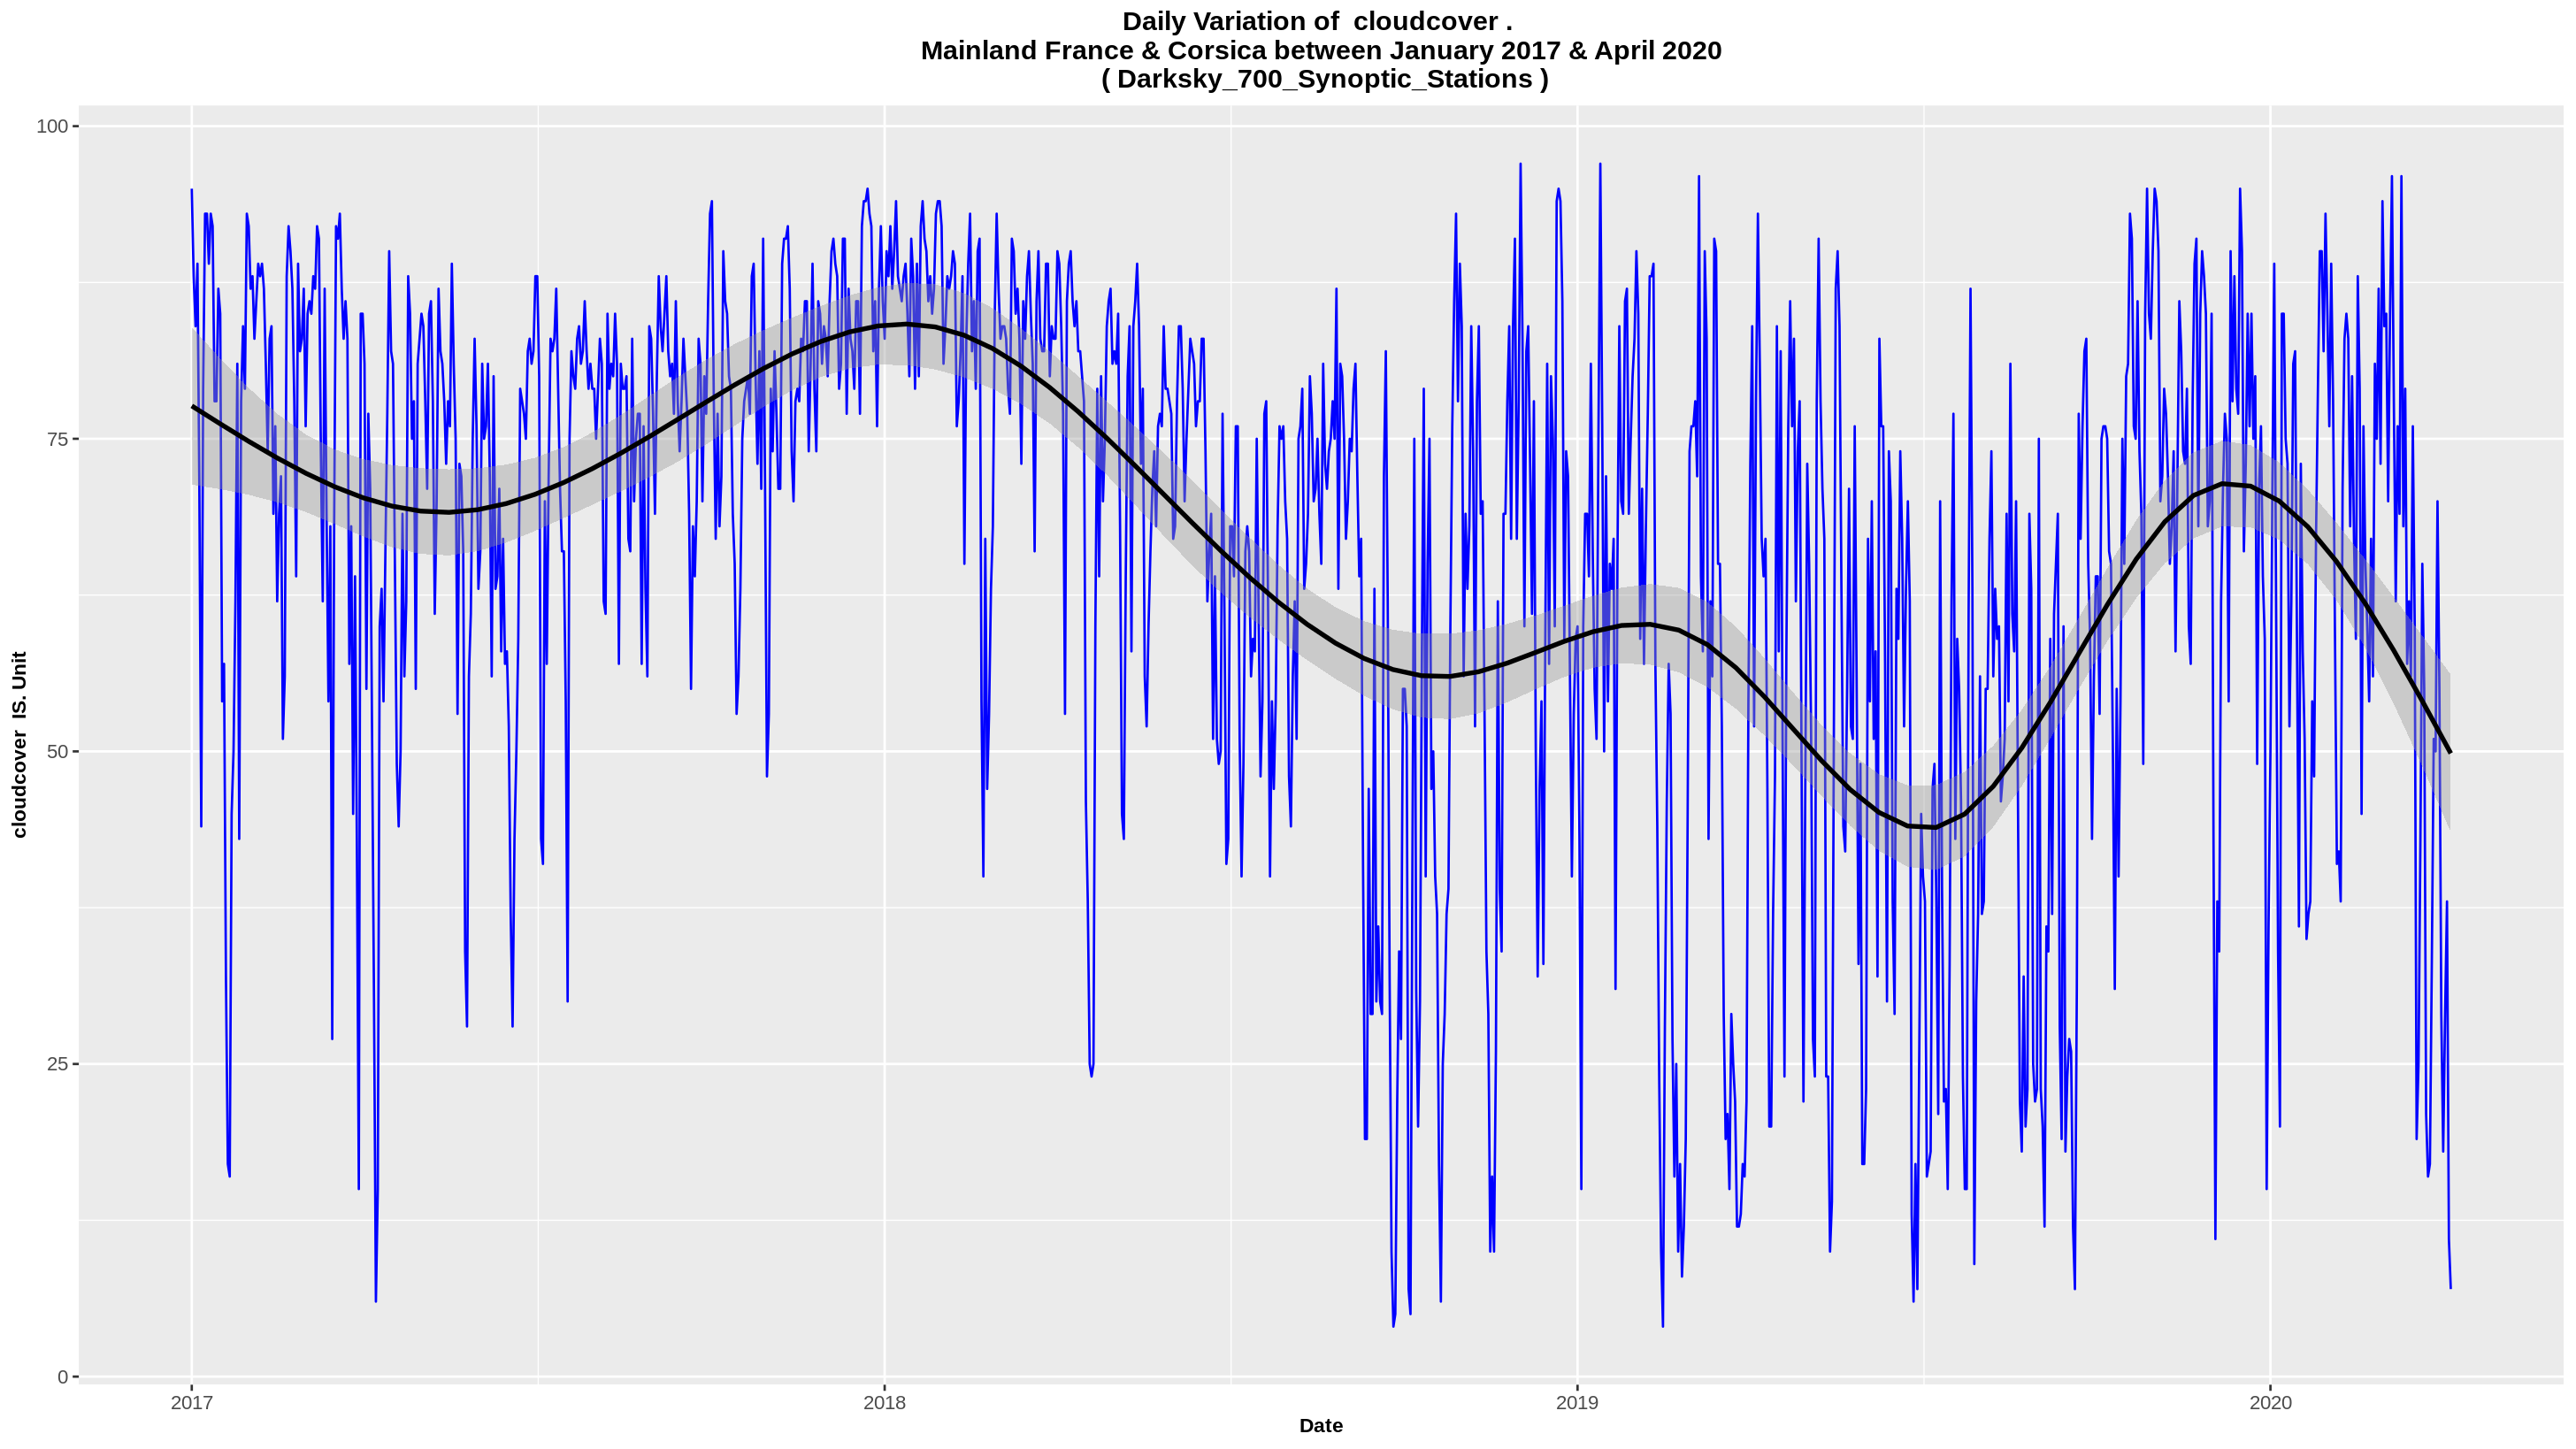 Daily Variation of  cloudcover .
Mainland France & Corsica between January 2017 & April 2020
( Darksky_700_Synoptic_Stations )
cloudcover  IS. Unit
100
75
50
25
0
2017 2018 2019 2020
Date